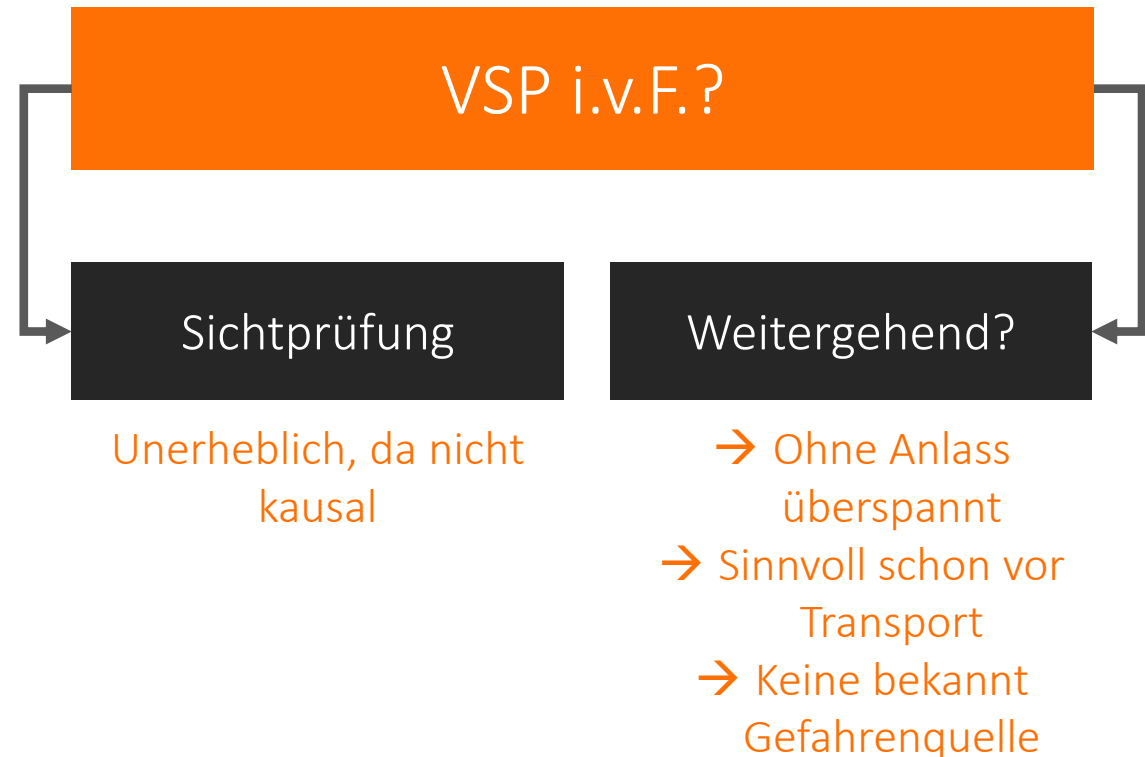 VSP i.v.F.?
Sichtprüfung
Unerheblich, da nicht
kausal
Weitergehend?
→ Ohne Anlass
überspannt
→ Sinnvoll schon vor
Transport
→ Keine bekannt
Gefahrenquelle